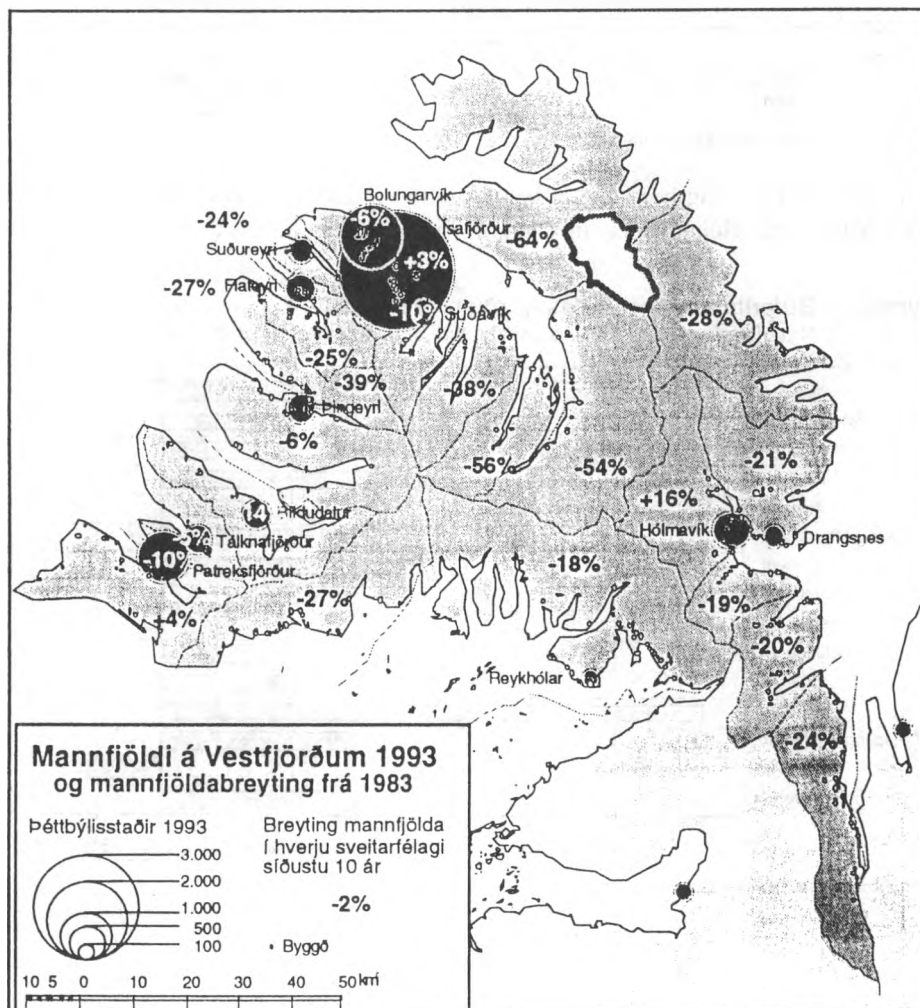 Bolungarvík
-24%
-6%
Ísafjörður
-64%
Suðureyri
+3%
-27%
Flateyri
-10%
Súðavík
-28%
-25%
-39%
-38%
Þingeyri
-6%
-56%
-54%
-21%
+16%
Bíldudalur
Hólmavík
Drangsnes
Tálknafjörður
-10%
Patreksfjörður
-18%
-27%
-19%
+4%
-20%
Reykhólar
-24%
Mannfjöldi á Vestfjörðum 1993
og mannfjöldabreyting frá 1983
Þéttbýlisstaðir 1993
Breyting mannfjölda
í hverju sveitarfélagi
síðustu 10 ár
3.000
2.000
1.000
500
100
-2%
Byggð
10 5 0 10 20 30 40 50 km